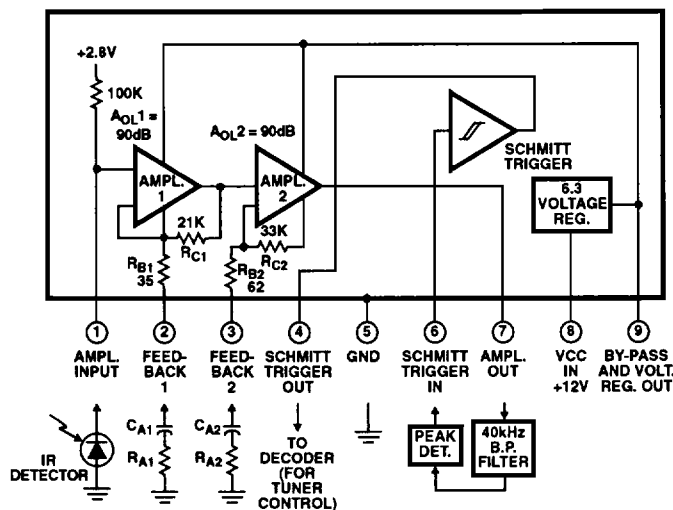 +2.8V
100K
AOL1 =
90dB
AOL2 = 90dB
AMPL.
1
AMPL.
2
SCHMITT
TRIGGER
6.3
VOLTAGE
REG.
21K
RC1
33K
RC2
RB1
35
RB2
62
1
2
3
4
5
6
7
8
9
AMPL.
INPUT
FEED-
BACK
1
FEED-
BACK
2
SCHMITT
TRIGGER
OUT
GND
SCHMITT
TRIGGER
IN
AMPL.
OUT
VCC
IN
+12V
BY-PASS
AND VOLT.
REG. OUT
IR
DETECTOR
CA1
RA1
CA2
RA2
TO
DECODER
(FOR
TUNER
CONTROL)
PEAK
DET.
40kHz
B.P.
FILTER